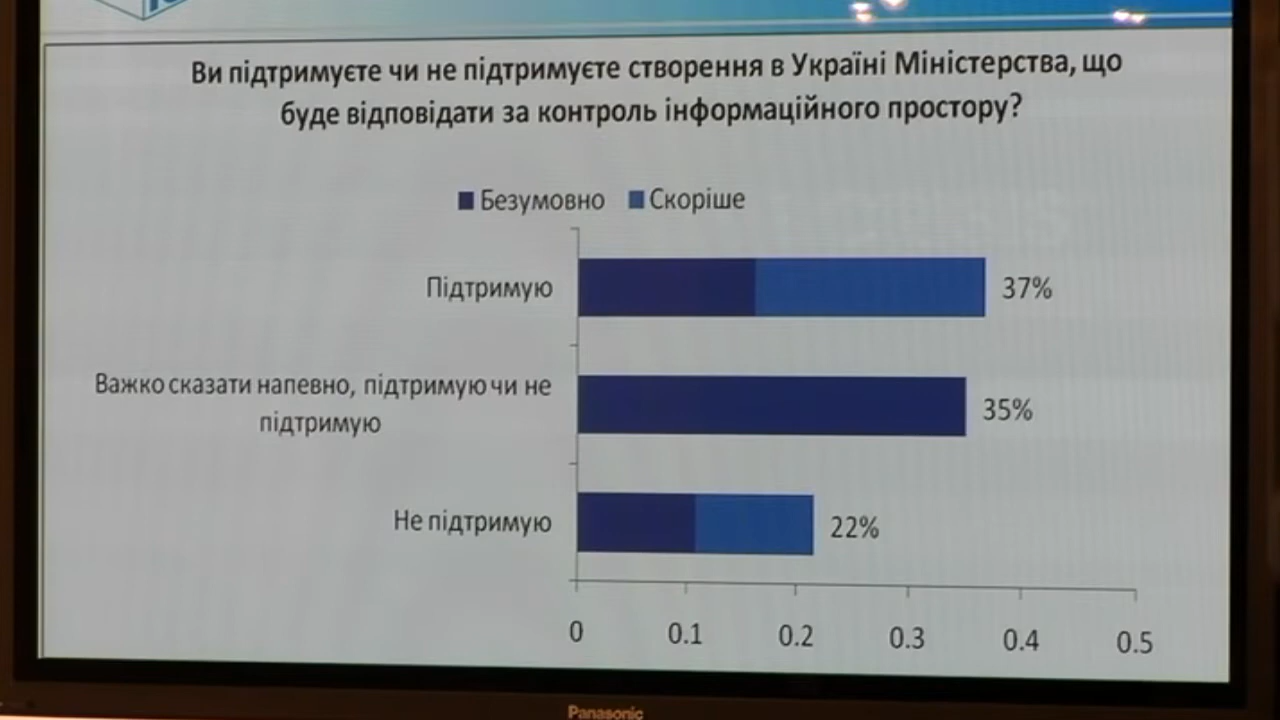 Ви підтримуєте чи не підтримуєте створення в Україні Міністерства, що
буде відповідати за контроль інформаційного простору?
Безумовно Скоріше
Підтримую 37%
Важко сказати напевно, підтримую чи не
підтримую
35%
Не підтримую 22%
0 0.1 0.2 0.3 0.4 0.5
Panasonic